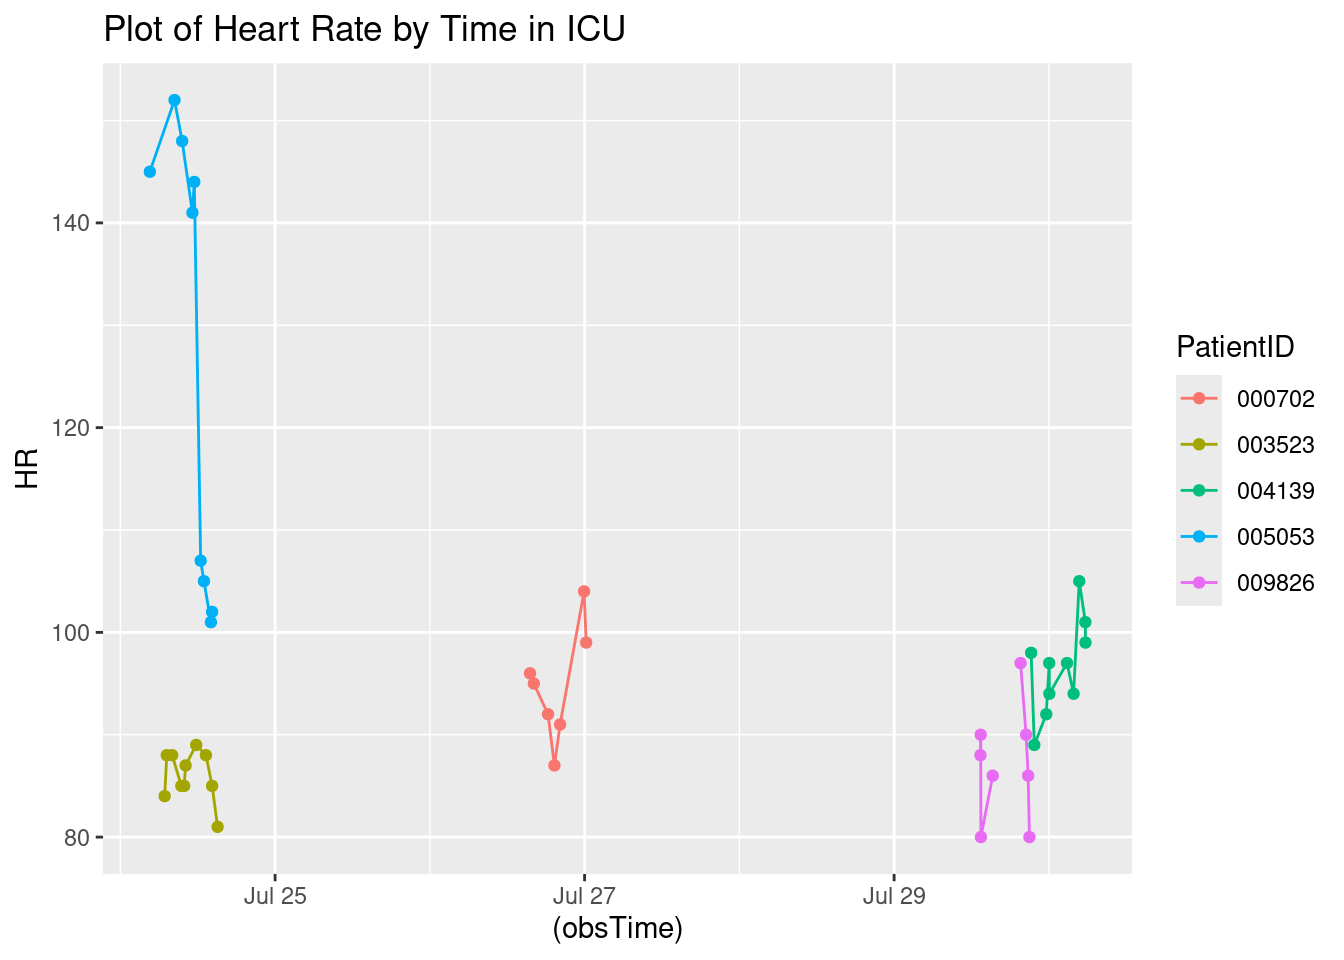 Plot of Heart Rate by Time in ICU
HR
140
120
100
80
Jul 25
Jul 27
Jul 29
(obsTime)
PatientID
000702
003523
004139
005053
009826